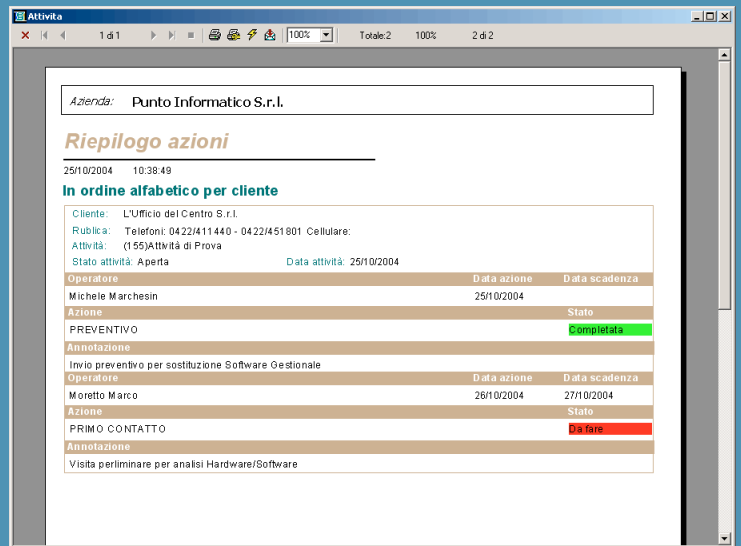 Attivita
1 di 1 100% Totale:2 100% 2 di 2
Azienda: Punto Informatico S.r.l.
Riepilogo azioni
25/10/2004 10:38:49
In ordine alfabetico per cliente
Cliente: L'Ufficio del Centro S.r.l.
Rubrica: Telefoni: 0422/411440 - 0422/451801 Cellulare:
Attività: (155)Attività di Prova
Stato attività: Aperta Data attività: 25/10/2004
Operatore Data azione Data scadenza
Michele Marchesin 25/10/2004
Azione Stato
PREVENTIVO Completata
Annotazione
Invio preventivo per sostituzione Software Gestionale
Operatore Data azione Data scadenza
Moretto Marco 26/10/2004 27/10/2004
Azione Stato
PRIMO CONTATTO Da fare
Annotazione
Visita perliminare per analisi Hardware/Software